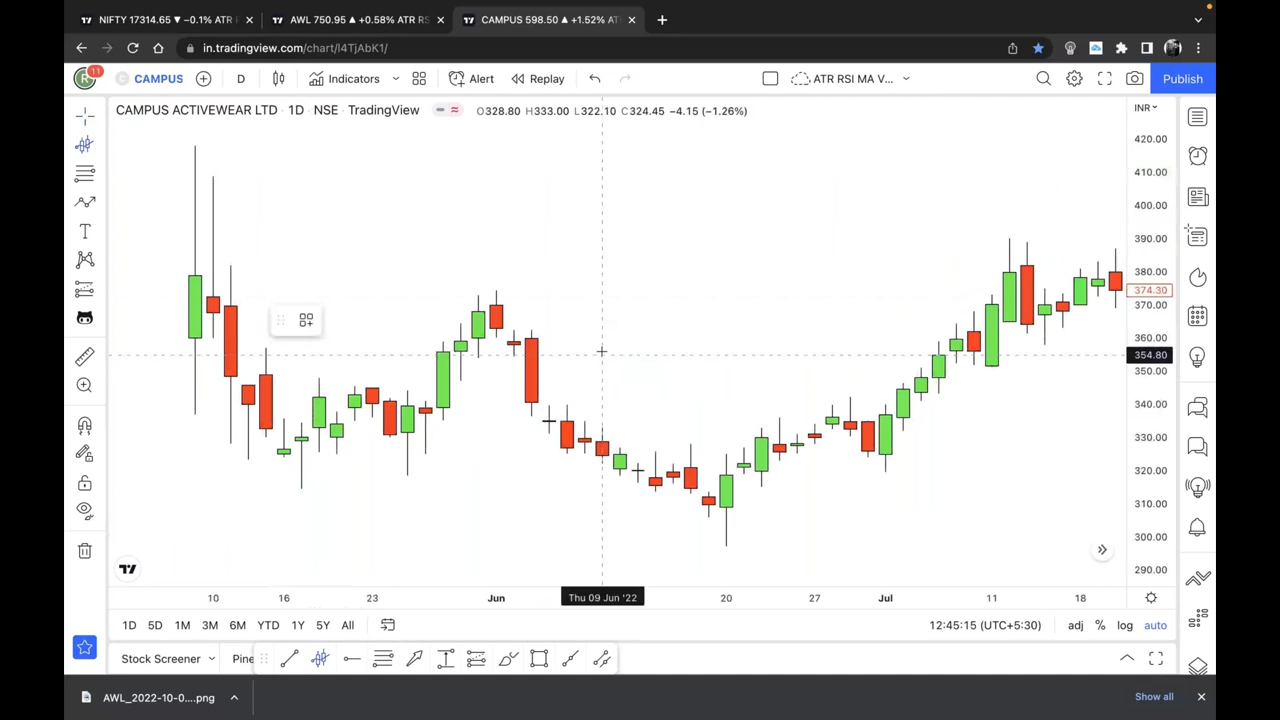 NIFTY 17314.65 ▼ −0.1% ATR
AWL 750.95 ▲ +0.58% ATR RS
CAMPUS 598.50 ▲ +1.52% AT
in.tradingview.com/chart/I4TjAbK1/
11
CAMPUS
D
Indicators
Alert
Replay
ATR RSI MA V...
Publish
CAMPUS ACTIVEWEAR LTD · 1D · NSE · TradingView
O328.80 H333.00 L322.10 C324.45 −4.15 (−1.26%)
INR
420.00
410.00
400.00
390.00
380.00
374.30
370.00
360.00
354.80
350.00
340.00
330.00
320.00
310.00
300.00
290.00
10
16
23
Jun
Thu 09 Jun '22
20
27
Jul
11
18
1D
5D
1M
3M
6M
YTD
1Y
5Y
All
12:45:15 (UTC+5:30)
adj
%
log
auto
Stock Screener
Pine
AWL_2022-10-0....png
Show all